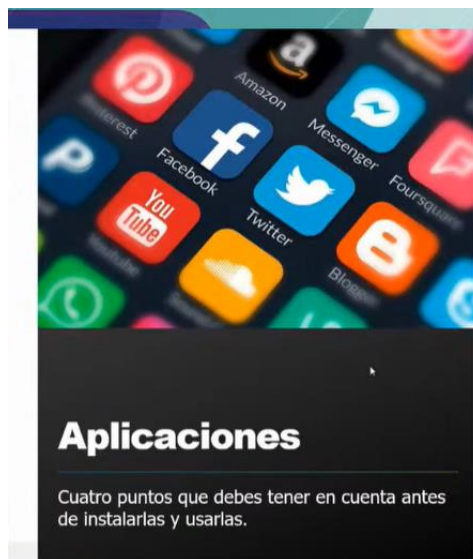 Amazon
Messenger
Pinterest
Facebook
Twitter
Foursquare
You
Tube
Youtube
Blogger
Aplicaciones
Cuatro puntos que debes tener en cuenta antes
de instalarlas y usarlas.